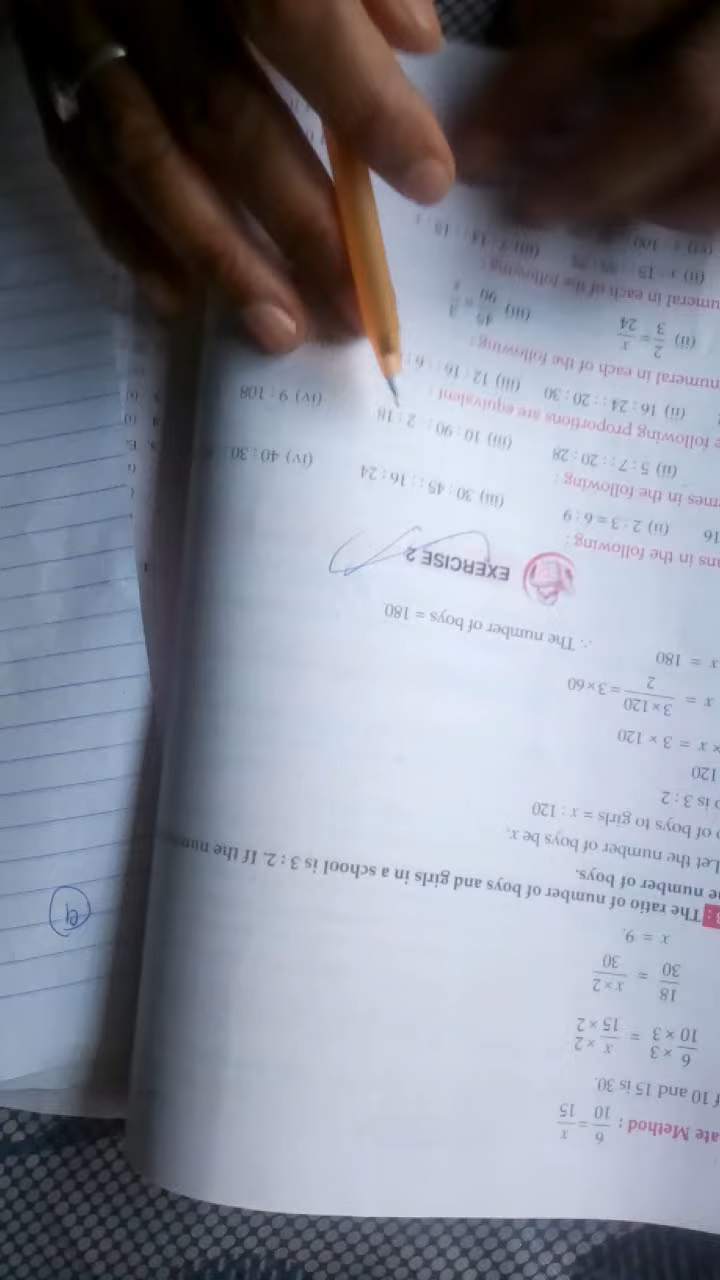 ate Method : 6/10 = x/15
f 10 and 15 is 30.
6 × 3/10 × 3 = x × 2/15 × 2
18/30 = x × 2/30
x = 9.
: The ratio of number of boys and girls in a school is 3 : 2. If the
number of boys.
Let the number of boys be x.
of boys to girls = x : 120
is 3 : 2
120
× x = 3 × 120
x = 3 × 120/2 = 3 × 60
x = 180
∴ The number of boys = 180.
EXERCISE 2
ans in the following :
16 (ii) 2 : 3 = 6 : 9 (iii) 30 : 45 :: 16 : 24 (iv) 40 : 30
mes in the following :
(ii) 5 : 7 :: 20 : 28 (iii) 10 : 90 :: 2 : 18 (iv) 9 : 108
following proportions are equivalent :
(ii) 16 : 24 :: 20 : 30 (iii) 12 : 16 :: 6 :
numeral in each of the following :
(ii) 2/3 = x/24 (iii) 45/90 = 3/x
umeral in each of the following :
(ii) x : 15